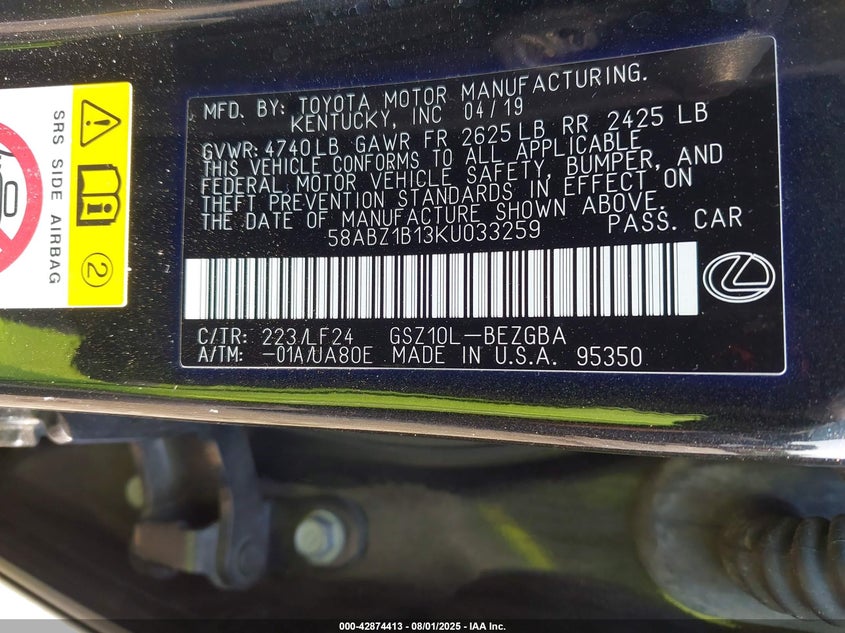 MFD. BY: TOYOTA MOTOR MANUFACTURING.
KENTUCKY, INC 04/19
GVWR: 4740LB GAWR FR 2625LB RR 2425 LB
THIS VEHICLE CONFORMS TO ALL APPLICABLE
FEDERAL MOTOR VEHICLE SAFETY, BUMPER, AND
THEFT PREVENTION STANDARDS IN EFFECT ON
THE DATE OF MANUFACTURE SHOWN ABOVE.
58ABZ1B13KU033259 PASS. CAR
C/TR: 223/LF24 GSZ10L-BEZGBA
A/TM: -01A/UA80E MADE IN U.S.A. 95350
SRS SIDE AIRBAG
2
000-42874413 - 08/01/2025 - IAA Inc.